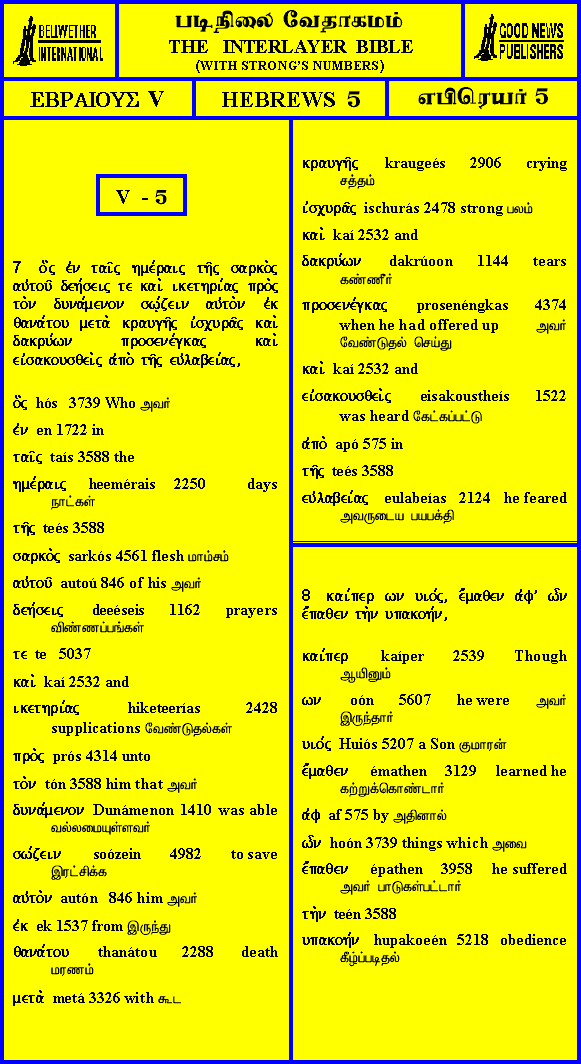 BELLWETHER
INTERNATIONAL
படிநிலை வேதாகமம்
THE INTERLAYER BIBLE
(WITH STRONG'S NUMBERS)
GOOD NEWS
PUBLISHERS
ΕΒΡΑΙΟΥΣ V
HEBREWS 5
எபிரெயர் 5
V - 5
7 ὃς ἐν ταῖς ημέραις τῆς σαρκὸς
αὐτοῦ δεήσεις τε καὶ ικετηρίας πρὸς
τὸν δυνάμενον σῴζειν αὐτὸν ἐκ
θανάτου μετὰ κραυγῆς ἰσχυρᾶς καὶ
δακρύων προσενέγκας καὶ
εἰσακουσθεὶς ἀπὸ τῆς εὐλαβείας,
ὃς hós 3739 Who அவர்
ἐν en 1722 in
ταῖς taís 3588 the
ημέραις heemérais 2250 days
நாட்கள்
τῆς teés 3588
σαρκὸς sarkós 4561 flesh மாம்சம்
αὐτοῦ autoú 846 of his அவர்
δεήσεις deeéseis 1162 prayers
விண்ணப்பங்கள்
τε te 5037
καὶ kaí 2532 and
ικετηρίας hiketeerías 2428
supplications வேண்டுதல்கள்
πρὸς prós 4314 unto
τὸν tón 3588 him that அவர்
δυνάμενον Dunámenon 1410 was able
வல்லமையுள்ளவர்
σῴζειν soózein 4982 to save
இரட்சிக்க
αὐτὸν autón 846 him அவர்
ἐκ ek 1537 from இருந்து
θανάτου thanátou 2288 death
மரணம்
μετὰ metá 3326 with கூட
κραυγῆς kraugeés 2906 crying
சத்தம்
ἰσχυρᾶς ischurás 2478 strong பலம்
καὶ kaí 2532 and
δακρύων dakrúoon 1144 tears
கண்ணீர்
προσενέγκας prosenéngkas 4374
when he had offered up அவர்
வேண்டுதல் செய்து
καὶ kaí 2532 and
εἰσακουσθεὶς eisakoustheís 1522
was heard கேட்கப்பட்டு
ἀπὸ apó 575 in
τῆς teés 3588
εὐλαβείας eulabeías 2124 he feared
அவருடைய பயபக்தி
8 καίπερ ων υιός, ἔμαθεν ἀφ' ὧν
ἔπαθεν τὴν υπακοήν,
καίπερ kaíper 2539 Though
ஆயினும்
ων oón 5607 he were அவர்
இருந்தார்
υιός Huiós 5207 a Son குமாரன்
ἔμαθεν émathen 3129 learned he
கற்றுக்கொண்டார்
ἀφ af 575 by அதினால்
ὧν hoón 3739 things which அவை
ἔπαθεν épathen 3958 he suffered
அவர் பாடுகள்பட்டார்
τὴν teén 3588
υπακοήν hupakoeén 5218 obedience
கீழ்ப்படிதல்